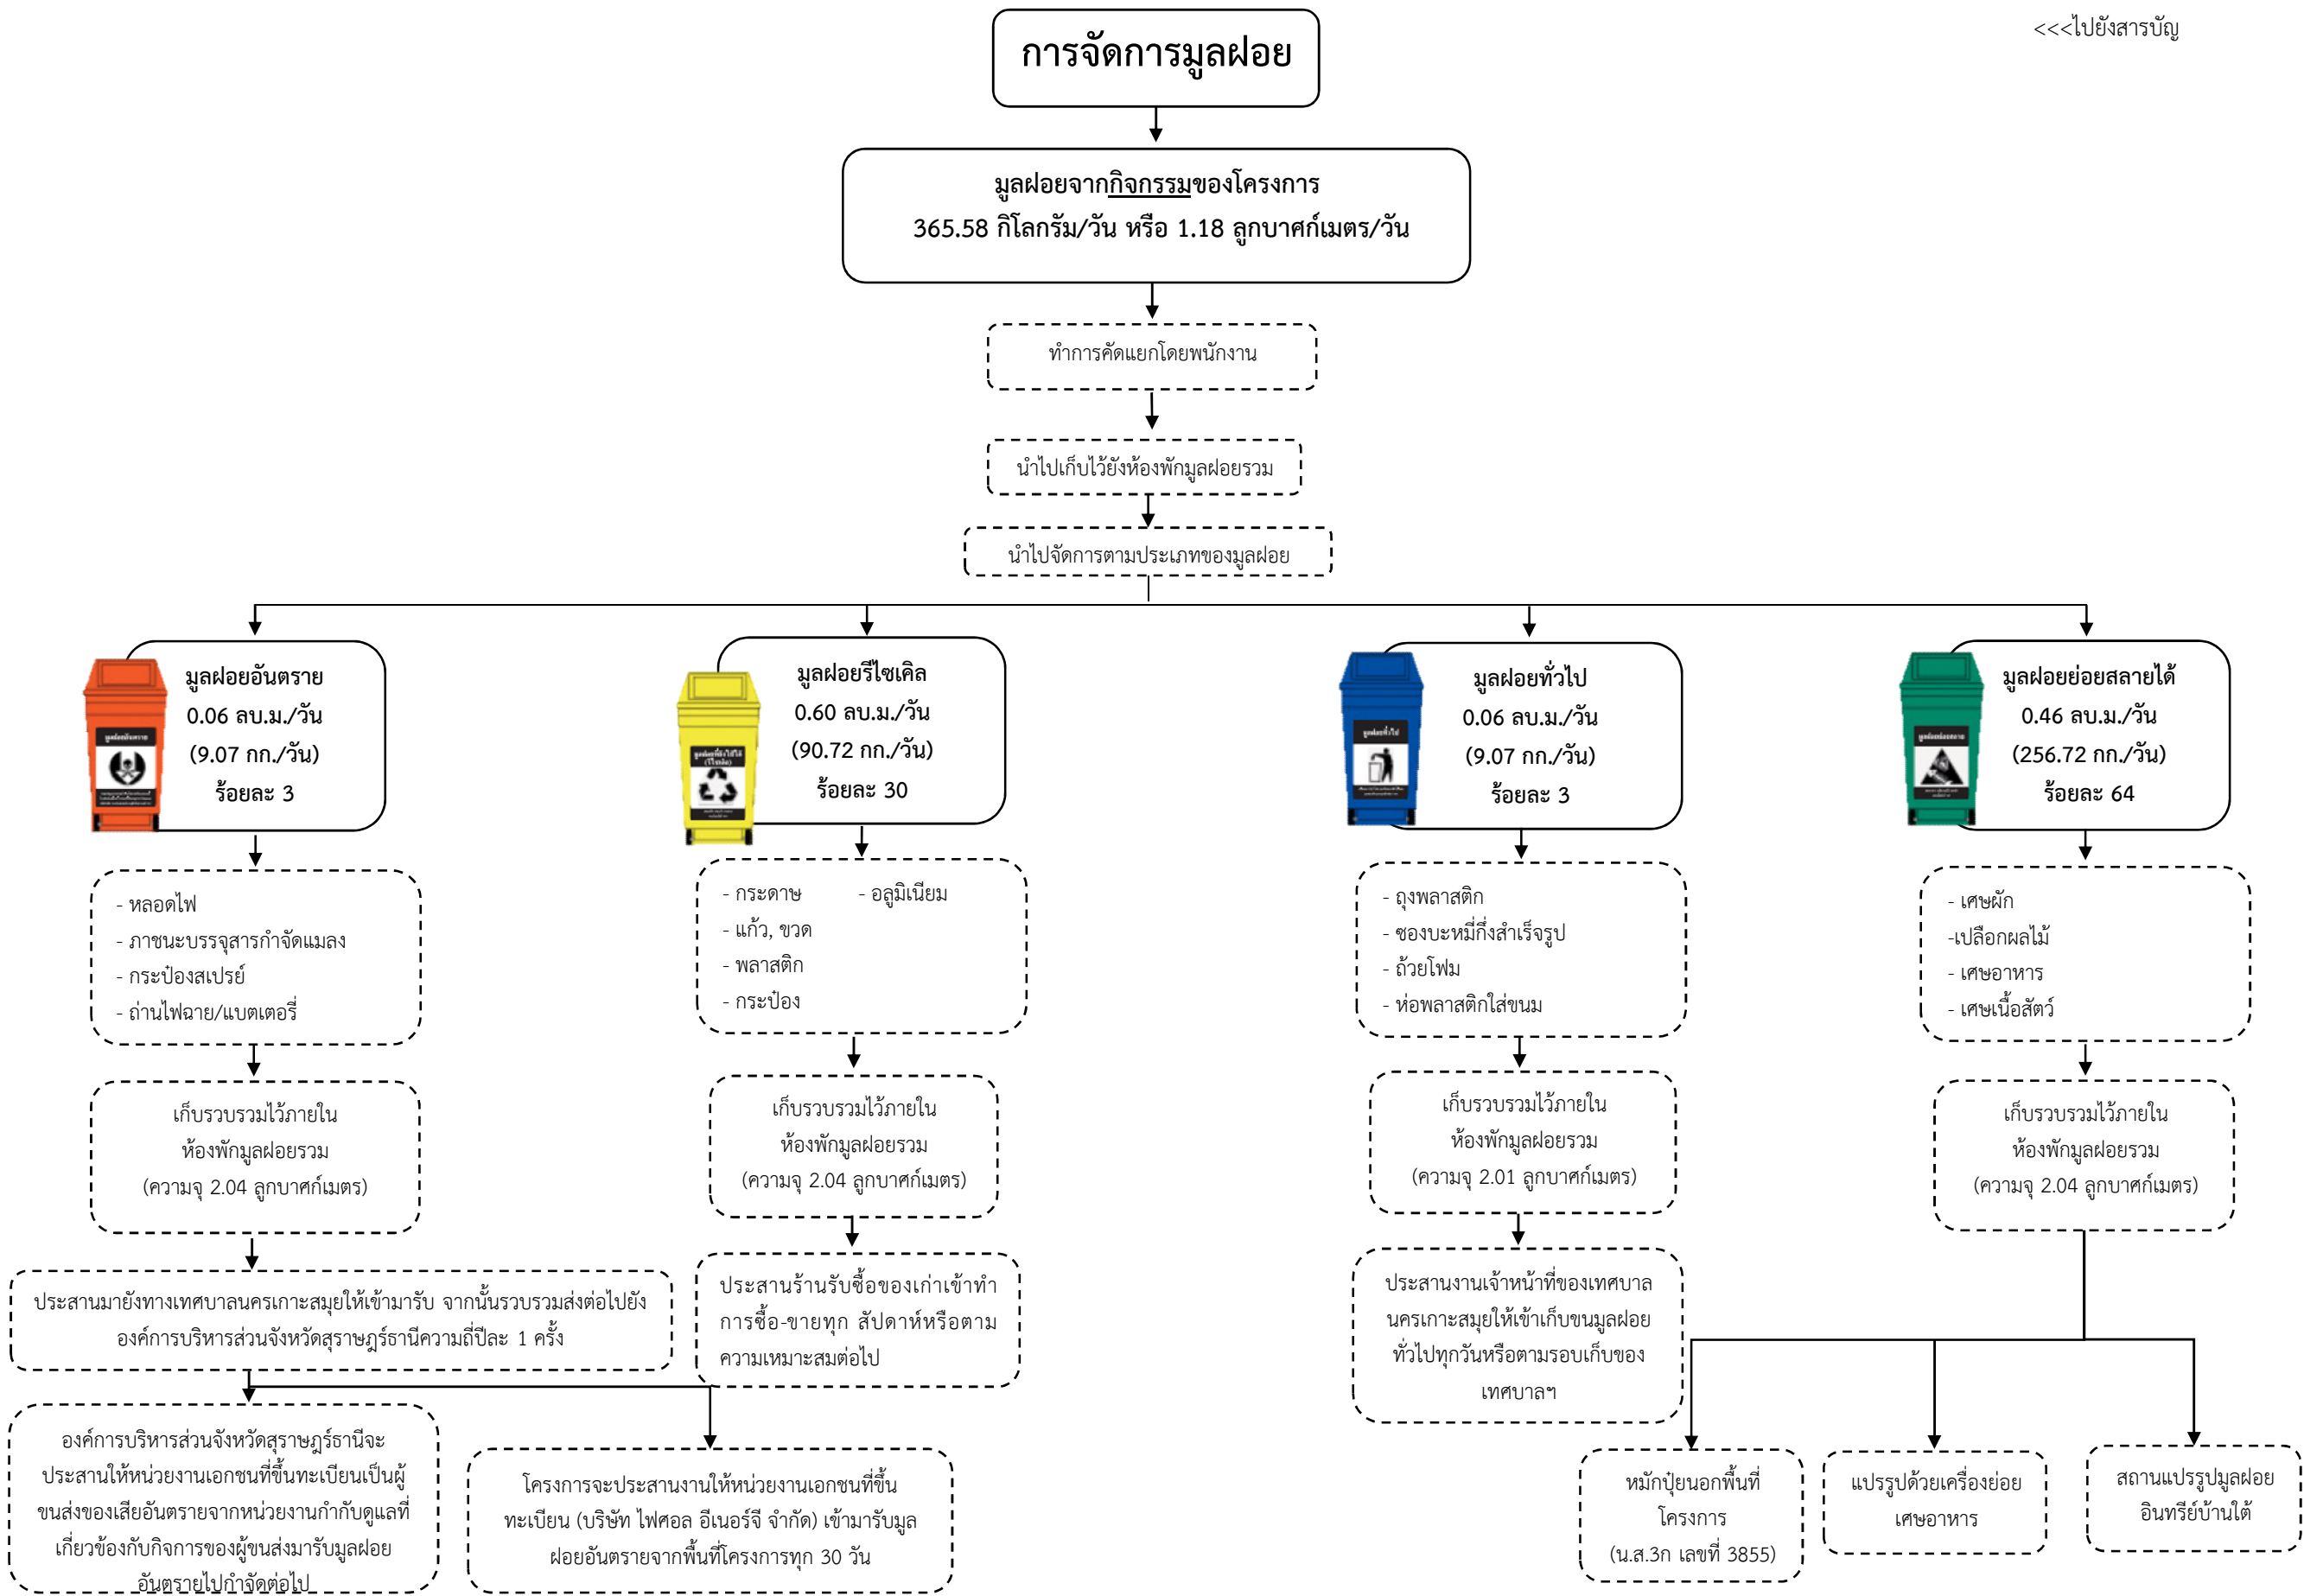 <<<ไปยังสารบัญ
การจัดการมูลฝอย
มูลฝอยจากกิจกรรมของโครงการ
365.58 กิโลกรัม/วัน หรือ 1.18 ลูกบาศก์เมตร/วัน
ทำการคัดแยกโดยพนักงาน
นำไปเก็บไว้ยังห้องพักมูลฝอยรวม
นำไปจัดการตามประเภทของมูลฝอย
มูลฝอยอันตราย
0.06 ลบ.ม./วัน
(9.07 กก./วัน)
ร้อยละ 3
มูลฝอยอันตราย
- หลอดไฟ
- ภาชนะบรรจุสารกำจัดแมลง
- กระป๋องสเปรย์
- ถ่านไฟฉาย/แบตเตอรี่
เก็บรวบรวมไว้ภายใน
ห้องพักมูลฝอยรวม
(ความจุ 2.04 ลูกบาศก์เมตร)
ประสานมายังทางเทศบาลนครเกาะสมุยให้เข้ามารับ จากนั้นรวบรวมส่งต่อไปยัง
องค์การบริหารส่วนจังหวัดสุราษฎร์ธานีความถี่ปีละ 1 ครั้ง
องค์การบริหารส่วนจังหวัดสุราษฎร์ธานีจะ
ประสานให้หน่วยงานเอกชนที่ขึ้นทะเบียนเป็นผู้
ขนส่งของเสียอันตรายจากหน่วยงานกำกับดูแลที่
เกี่ยวข้องกับกิจการของผู้ขนส่งมารับมูลฝอย
อันตรายไปกำจัดต่อไป
โครงการจะประสานงานให้หน่วยงานเอกชนที่ขึ้น
ทะเบียน (บริษัท ไฟศอล อีเนอร์จี จำกัด) เข้ามารับมูล
ฝอยอันตรายจากพื้นที่โครงการทุก 30 วัน
มูลฝอยรีไซเคิล
0.60 ลบ.ม./วัน
(90.72 กก./วัน)
ร้อยละ 30
- กระดาษ - อลูมิเนียม
- แก้ว, ขวด
- พลาสติก
- กระป๋อง
เก็บรวบรวมไว้ภายใน
ห้องพักมูลฝอยรวม
(ความจุ 2.04 ลูกบาศก์เมตร)
ประสานร้านรับซื้อของเก่าเข้าทำ
การซื้อ-ขายทุก สัปดาห์หรือตาม
ความเหมาะสมต่อไป
มูลฝอยทั่วไป
0.06 ลบ.ม./วัน
(9.07 กก./วัน)
ร้อยละ 3
มูลฝอยทั่วไป
- ถุงพลาสติก
- ซองบะหมี่กึ่งสำเร็จรูป
- ถ้วยโฟม
- ห่อพลาสติกใส่ขนม
เก็บรวบรวมไว้ภายใน
ห้องพักมูลฝอยรวม
(ความจุ 2.01 ลูกบาศก์เมตร)
ประสานงานเจ้าหน้าที่ของเทศบาล
นครเกาะสมุยให้เข้าเก็บขนมูลฝอย
ทั่วไปทุกวันหรือตามรอบเก็บของ
เทศบาลฯ
มูลฝอยย่อยสลายได้
0.46 ลบ.ม./วัน
(256.72 กก./วัน)
ร้อยละ 64
- เศษผัก
-เปลือกผลไม้
- เศษอาหาร
- เศษเนื้อสัตว์
เก็บรวบรวมไว้ภายใน
ห้องพักมูลฝอยรวม
(ความจุ 2.04 ลูกบาศก์เมตร)
หมักปุ๋ยนอกพื้นที่
โครงการ
(น.ส.3ก เลขที่ 3855)
แปรรูปด้วยเครื่องย่อย
เศษอาหาร
สถานแปรรูปมูลฝอย
อินทรีย์บ้านใต้